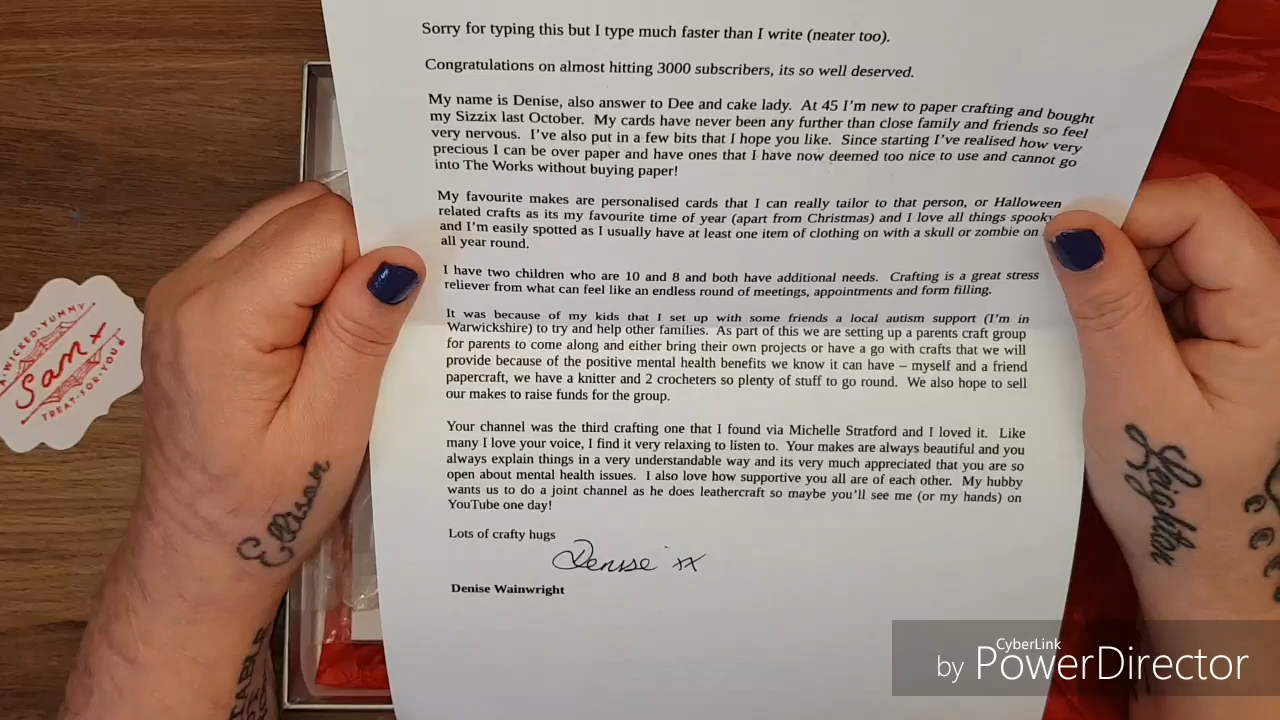 Sorry for typing this but I type much faster than I write (neater too).
Congratulations on almost hitting 3000 subscribers, its so well deserved.
My name is Denise, also answer to Dee and cake lady. At 45 I'm new to paper crafting and bought
my Sizzix last October. My cards have never been any further than close family and friends so feel
very nervous. I've also put in a few bits that I hope you like. Since starting I've realised how very
precious I can be over paper and have ones that I have now deemed too nice to use and cannot go
into The Works without buying paper!
My favourite makes are personalised cards that I can really tailor to that person, or Halloween
related crafts as its my favourite time of year (apart from Christmas) and I love all things spooky
and I'm easily spotted as I usually have at least one item of clothing on with a skull or zombie on
all year round.
I have two children who are 10 and 8 and both have additional needs. Crafting is a great stress
reliever from what can feel like an endless round of meetings, appointments and form filling.
It was because of my kids that I set up with some friends a local autism support (I'm in
Warwickshire) to try and help other families. As part of this we are setting up a parents craft group
for parents to come along and either bring their own projects or have a go with crafts that we will
provide because of the positive mental health benefits we know it can have – myself and a friend
papercraft, we have a knitter and 2 crocheters so plenty of stuff to go round. We also hope to sell
our makes to raise funds for the group.
Your channel was the third crafting one that I found via Michelle Stratford and I loved it. Like
many I love your voice, I find it very relaxing to listen to. Your makes are always beautiful and you
always explain things in a very understandable way and its very much appreciated that you are so
open about mental health issues. I also love how supportive you all are of each other. My hubby
wants us to do a joint channel as he does leathercraft so maybe you'll see me (or my hands) on
YouTube one day!
Lots of crafty hugs
Denise xx
Denise Wainwright
A·WICKED·YUMMY
Sam x
TREAT·FOR·YOU
Ellison
Leighton
CyberLink
by PowerDirector